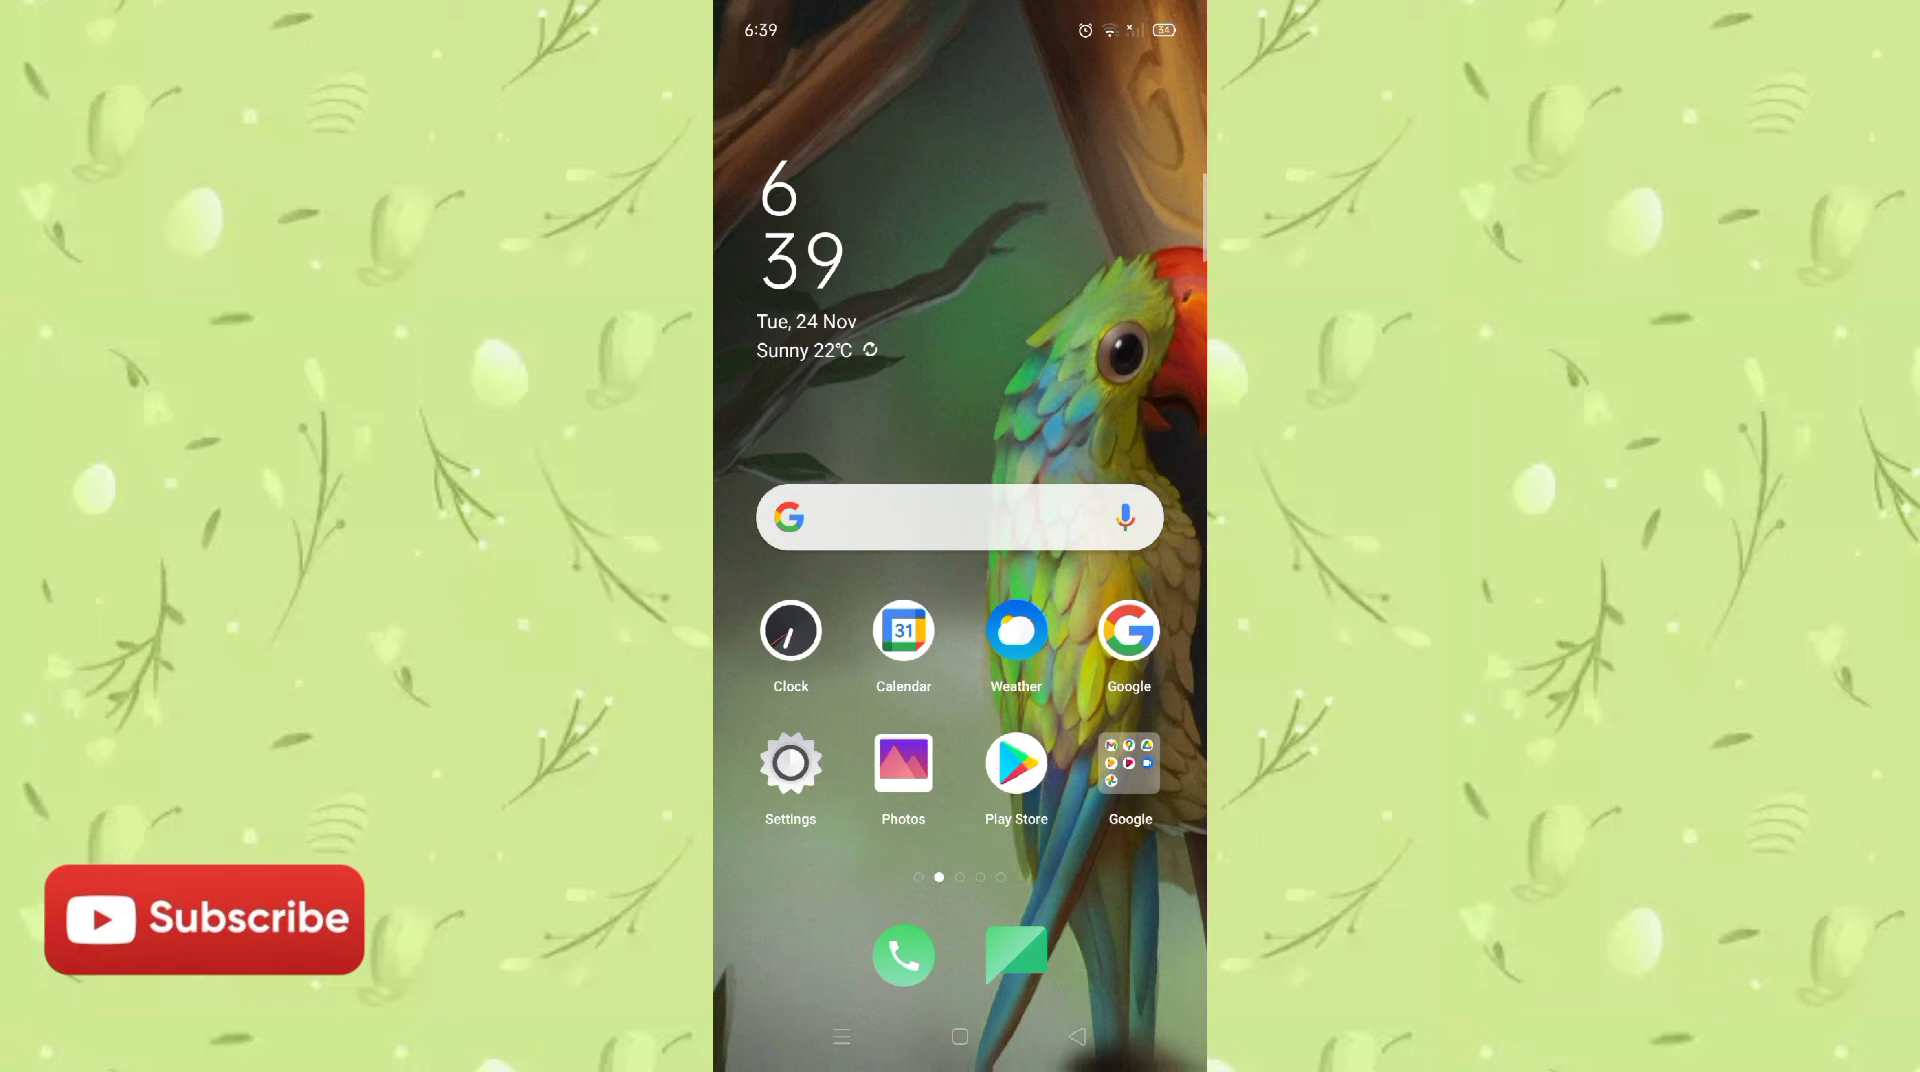 6:39
34
6
39
Tue, 24 Nov
Sunny 22°C
31
Clock
Calendar
Weather
Google
Settings
Photos
Play Store
Google
Subscribe